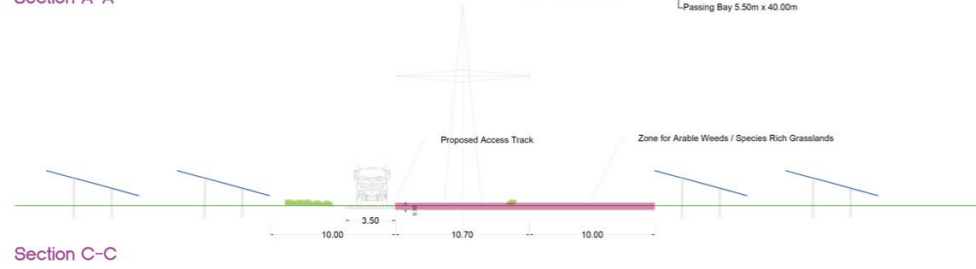 Section A-A
Passing Bay 5.50m x 40.00m
Proposed Access Track
Zone for Arable Weeds / Species Rich Grasslands
3.50
10.00
10.70
10.00
Section C-C